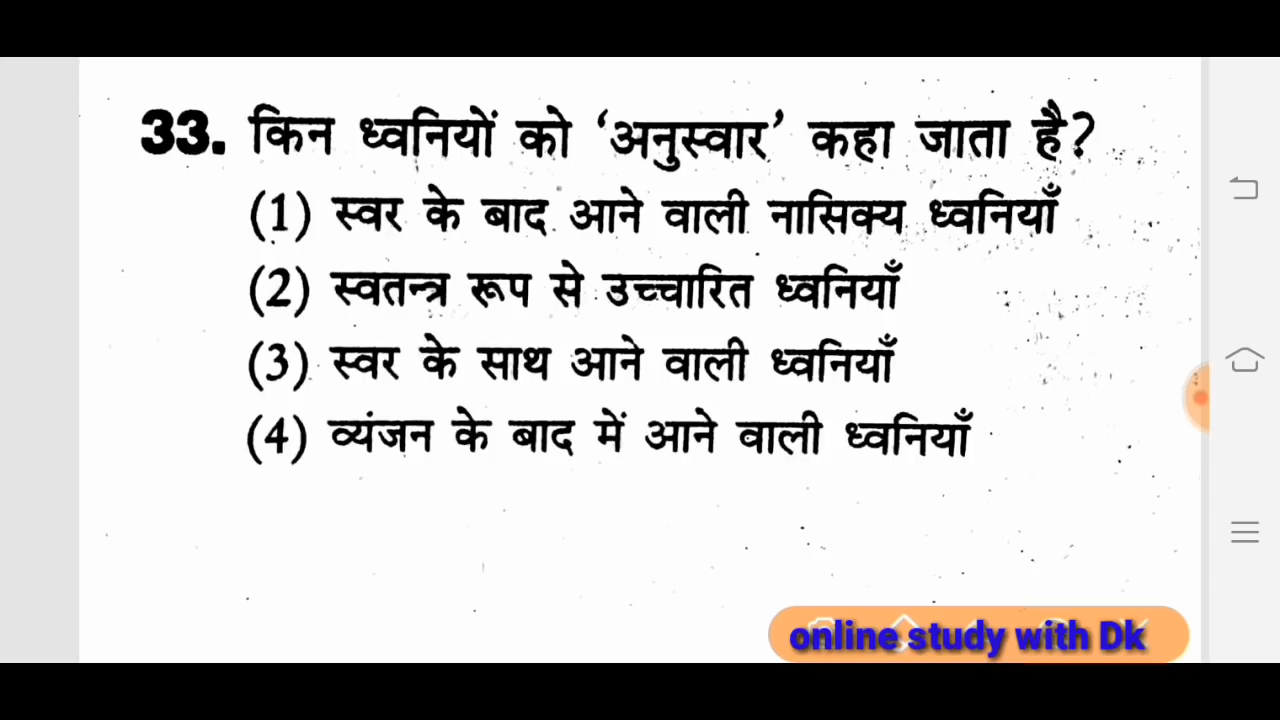 33. किन ध्वनियों को ‘अनुस्वार’ कहा जाता है?
(1) स्वर के बाद आने वाली नासिक्य ध्वनियाँ
(2) स्वतन्त्र रूप से उच्चारित ध्वनियाँ
(3) स्वर के साथ आने वाली ध्वनियाँ
(4) व्यंजन के बाद में आने वाली ध्वनियाँ
online study with Dk